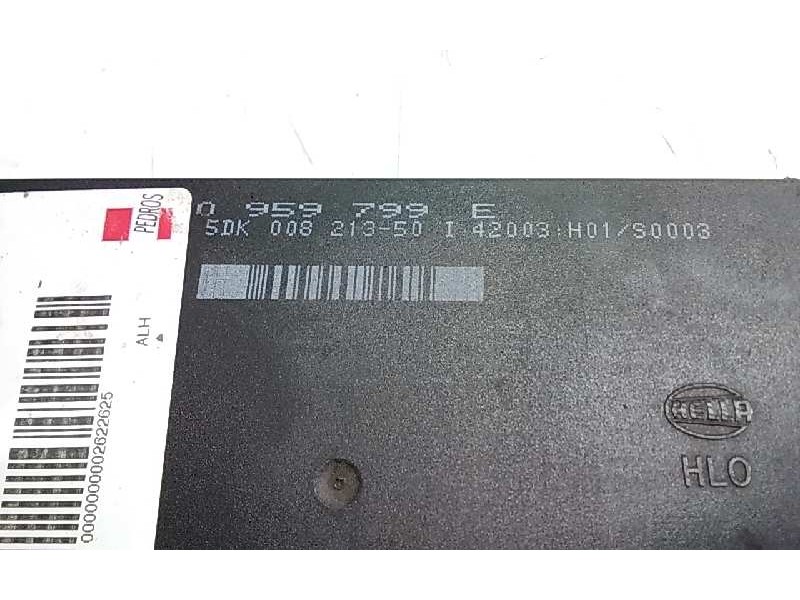 0 959 799 E
5DK 008 213-50 I 42003 H01/S0003
PEDROS
ALH
0000000002622625
HELLA
HLO